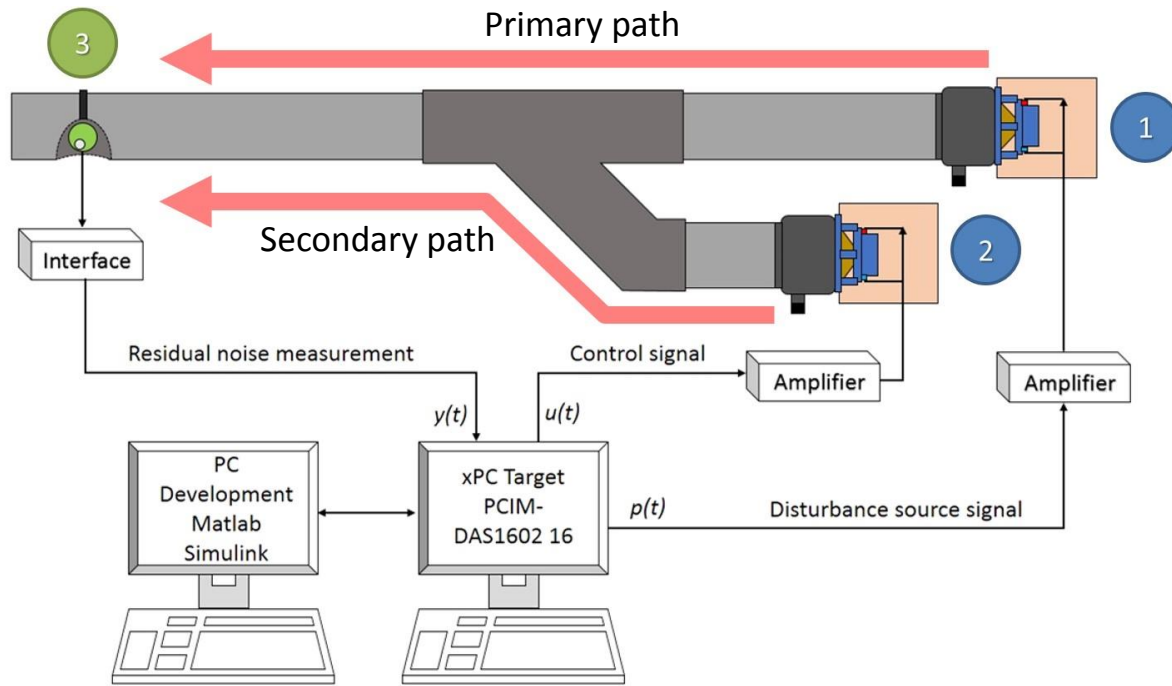 Primary path
3
1
2
Secondary path
Interface
Residual noise measurement
Control signal
Amplifier
Amplifier
y(t)
u(t)
PC
Development
Matlab
Simulink
xPC Target
PCIM-
DAS1602 16
p(t)
Disturbance source signal